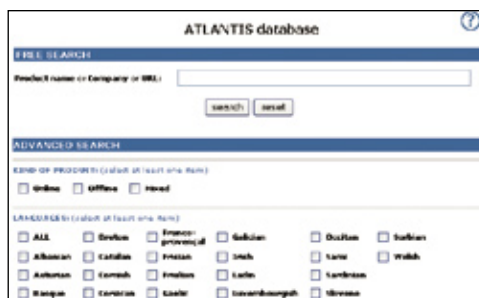 ATLANTIS database
?
FREE SEARCH
Product name or Company or URL:
search reset
ADVANCED SEARCH
KIND OF PRODUCT: (select at least one item)
Online Offline Mixed
LANGUAGES: (select at least one item)
ALL Breton Franco-provençal Galician Occitan Sorbian
Albanian Catalan Frisian Irish Sami Welsh
Asturian Cornish Friulian Ladin Sardinian
Basque Corsican Gaelic Luxembourgish Slovene